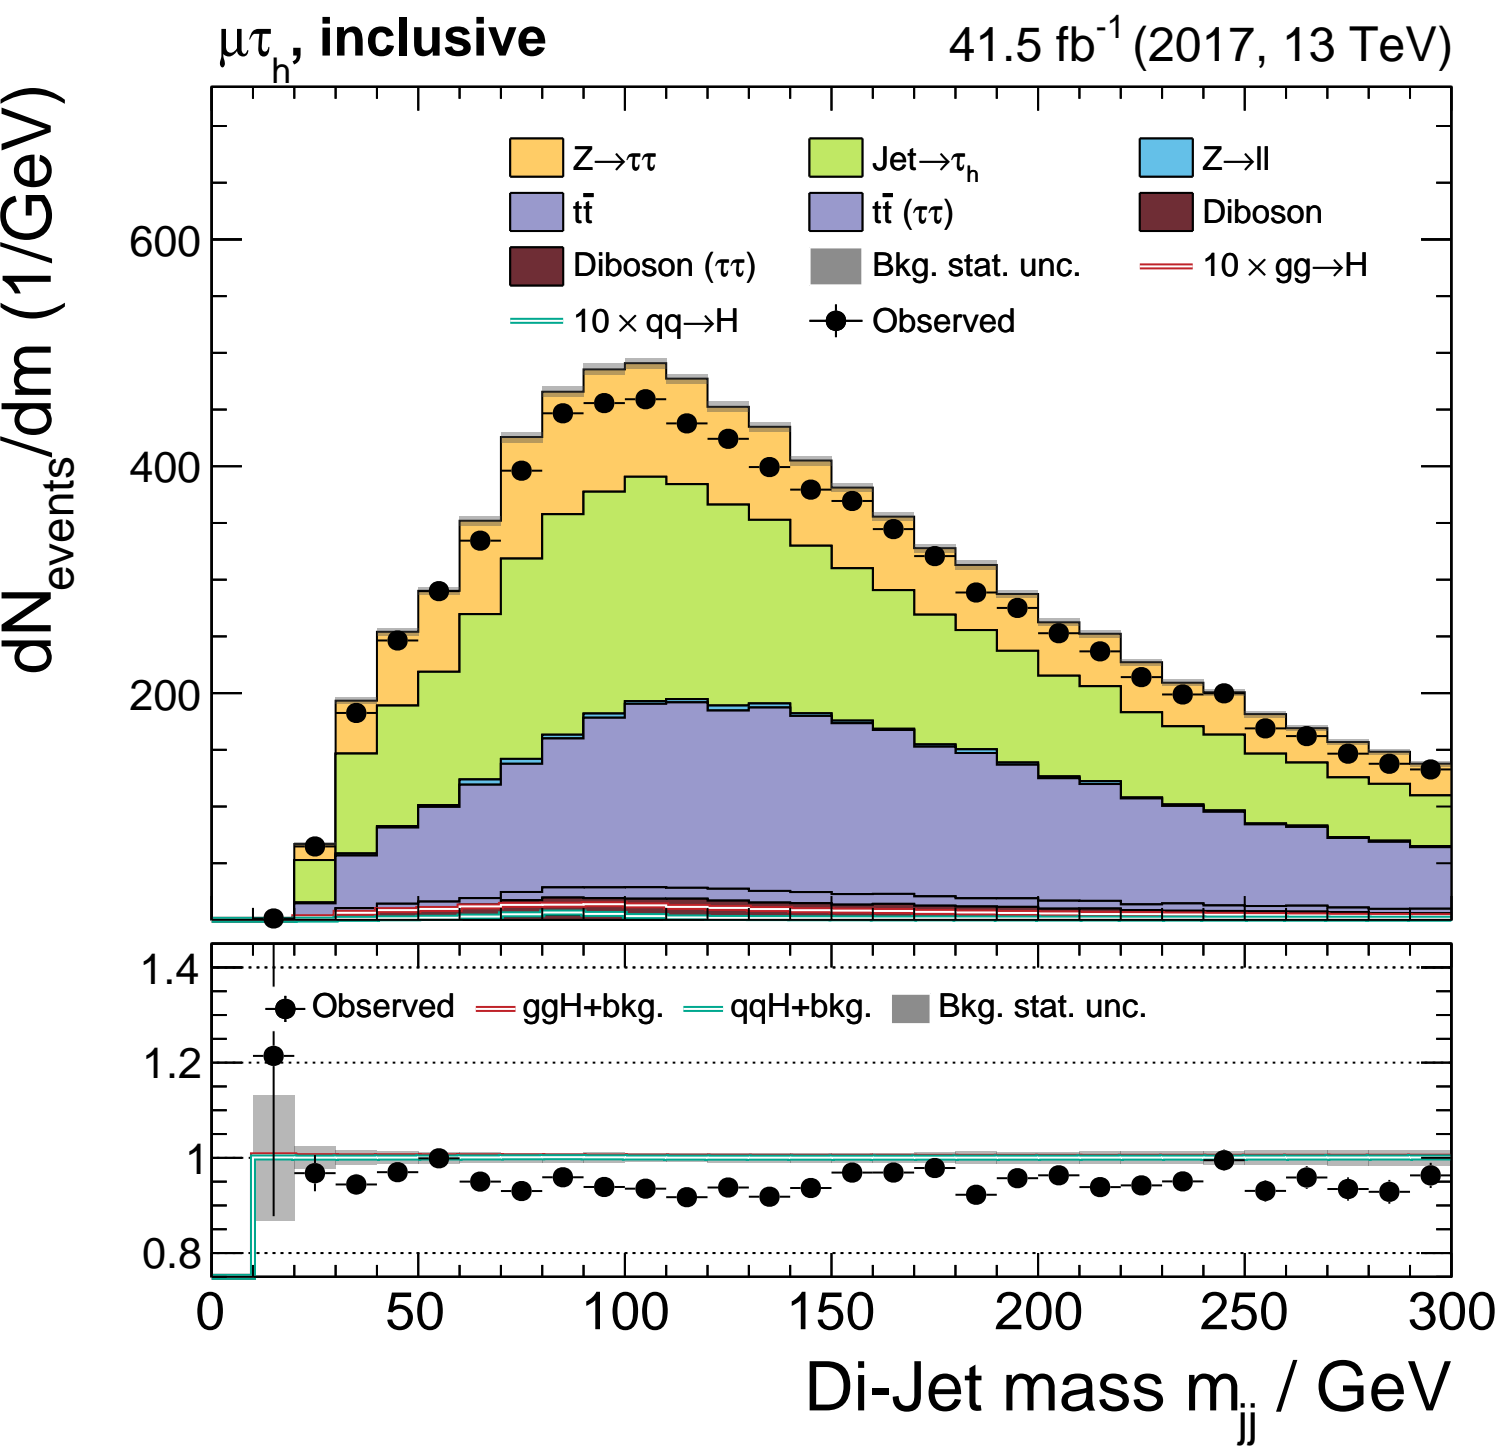 μτh, inclusive 41.5 fb-1 (2017, 13 TeV)
dNevents/dm (1/GeV)
Z→ττ Jet→τh Z→ll
tt̄ tt̄ (ττ) Diboson
Diboson (ττ) Bkg. stat. unc. 10 × gg→H
10 × qq→H Observed
600
400
200
1.4
Observed ggH+bkg. qqH+bkg. Bkg. stat. unc.
1.2
1
0.8
0 50 100 150 200 250 300
Di-Jet mass mjj / GeV